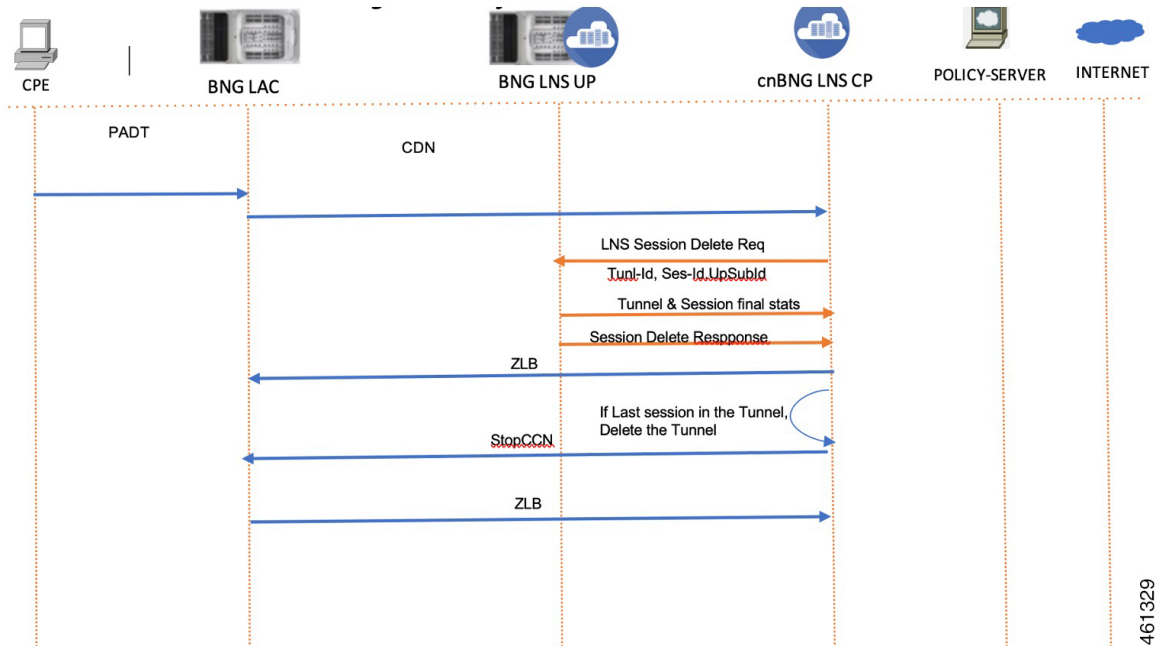 CPE
BNG LAC
BNG LNS UP
cnBNG LNS CP
POLICY-SERVER
INTERNET
PADT
CDN
LNS Session Delete Req
Tunl-Id, Ses-Id,UpSubId
Tunnel & Session final stats
Session Delete Respponse
ZLB
If Last session in the Tunnel,
Delete the Tunnel
StopCCN
ZLB
461329